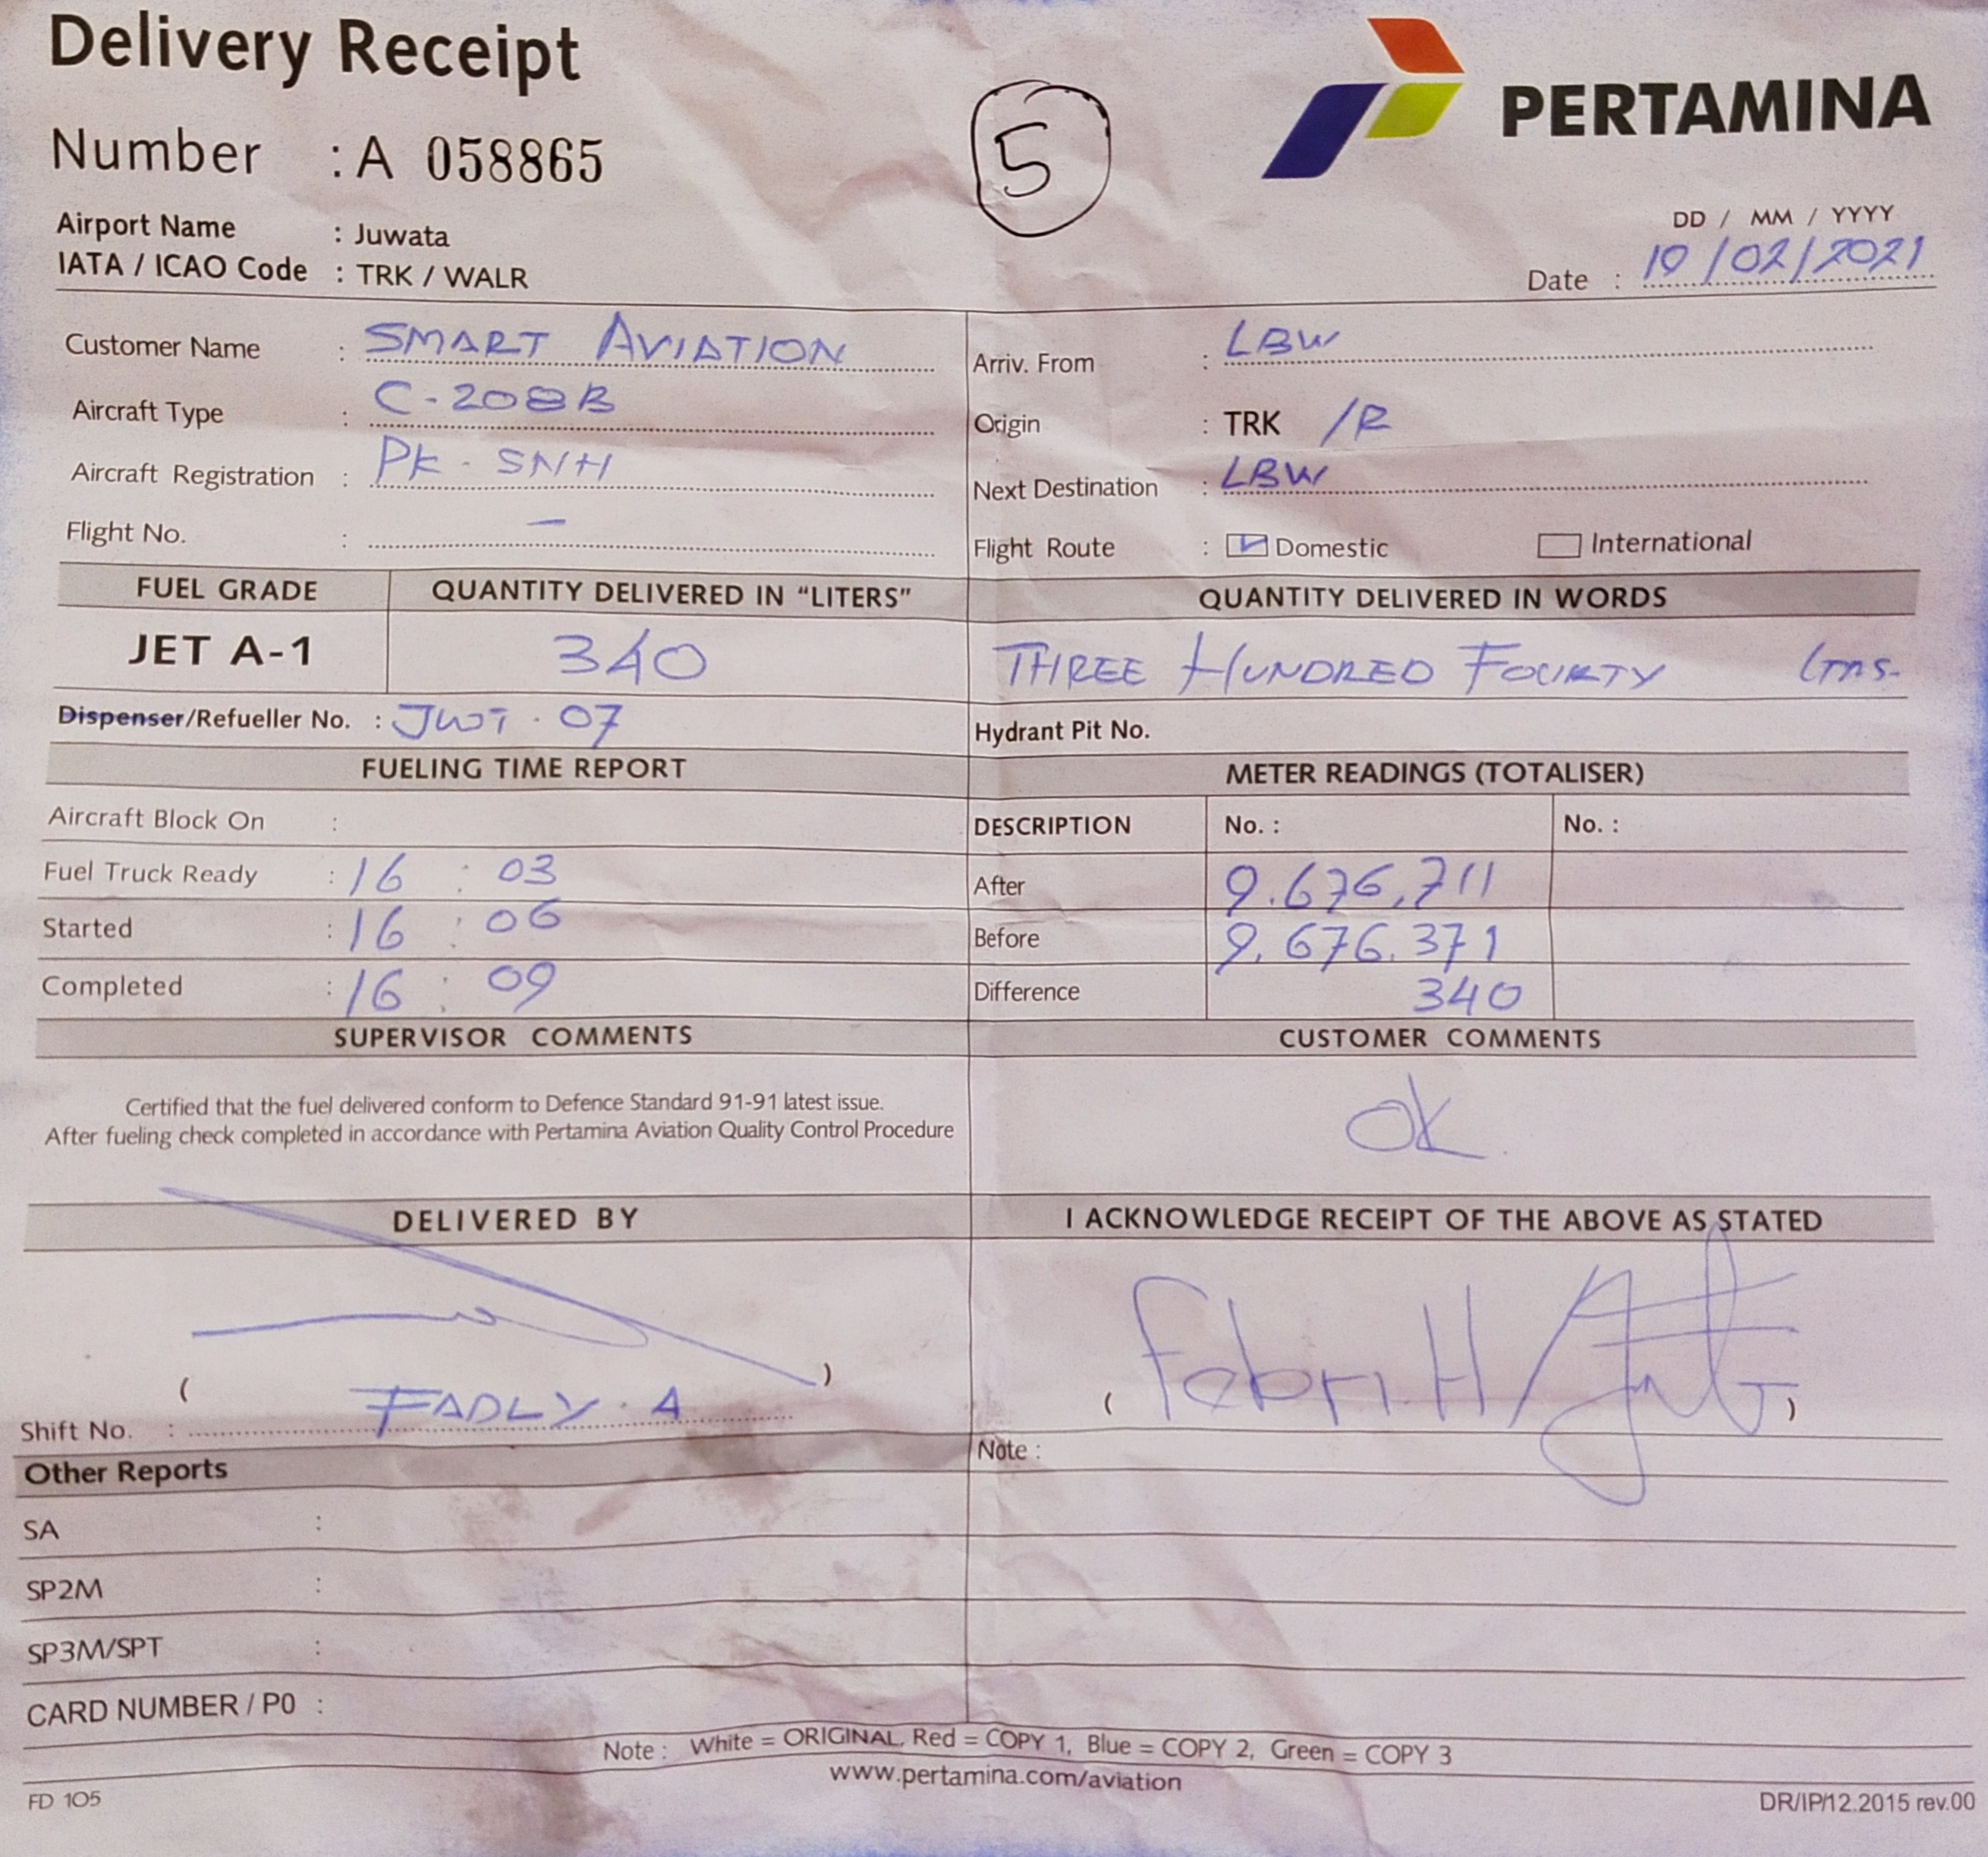 Delivery Receipt
5
PERTAMINA
Number : A 058865
Airport Name : Juwata
IATA / ICAO Code : TRK / WALR
DD / MM / YYYY
Date : 19/02/2021
Customer Name : SMART AVIATION
Arriv. From : LBW
Aircraft Type : C-208B
Origin : TRK /R
Aircraft Registration : PK-SNH
Next Destination : LBW
Flight No. : -
Flight Route : Domestic International
FUEL GRADE QUANTITY DELIVERED IN “LITERS” QUANTITY DELIVERED IN WORDS
JET A-1 340 THREE HUNDRED FOURTY Ltrs.
Dispenser/Refueller No. : JWT . 07 Hydrant Pit No.
FUELING TIME REPORT METER READINGS (TOTALISER)
Aircraft Block On : DESCRIPTION No. : No. :
Fuel Truck Ready : 16 : 03 After 9.676,711
Started : 16 : 06 Before 9.676.371
Completed : 16 : 09 Difference 340
SUPERVISOR COMMENTS CUSTOMER COMMENTS
Certified that the fuel delivered conform to Defence Standard 91-91 latest issue.
After fueling check completed in accordance with Pertamina Aviation Quality Control Procedure
OK.
DELIVERED BY I ACKNOWLEDGE RECEIPT OF THE ABOVE AS STATED
( ) ( Febri.H / )
Shift No. : FADLY. A
Note :
Other Reports
SA :
SP2M :
SP3M/SPT :
CARD NUMBER / P0 :
Note : White = ORIGINAL, Red = COPY 1, Blue = COPY 2, Green = COPY 3
www.pertamina.com/aviation
FD 105 DR/IP/12.2015 rev.00